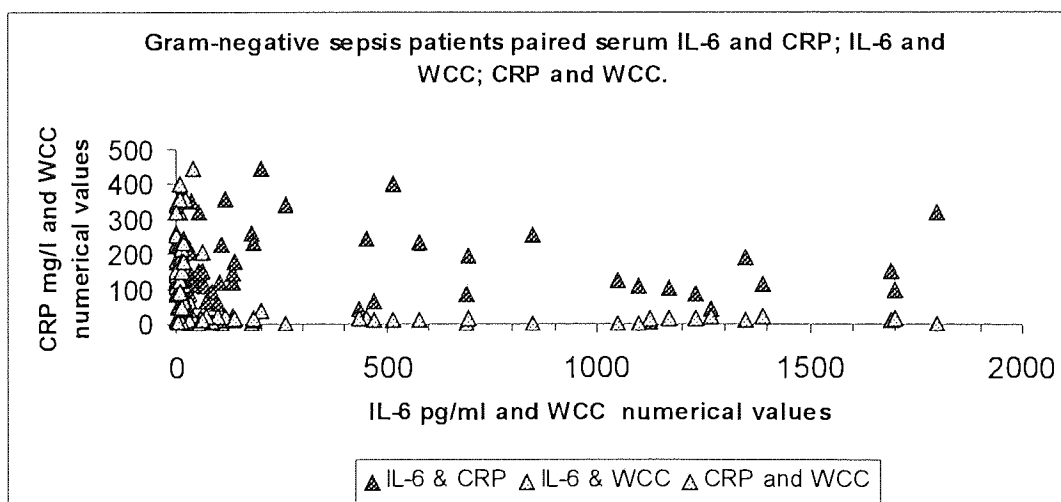 Gram-negative sepsis patients paired serum IL-6 and CRP; IL-6 and
WCC; CRP and WCC.
CRP mg/l and WCC
numerical values
500
400
300
200
100
0
0 500 1000 1500 2000
IL-6 pg/ml and WCC numerical values
IL-6 & CRP IL-6 & WCC CRP and WCC